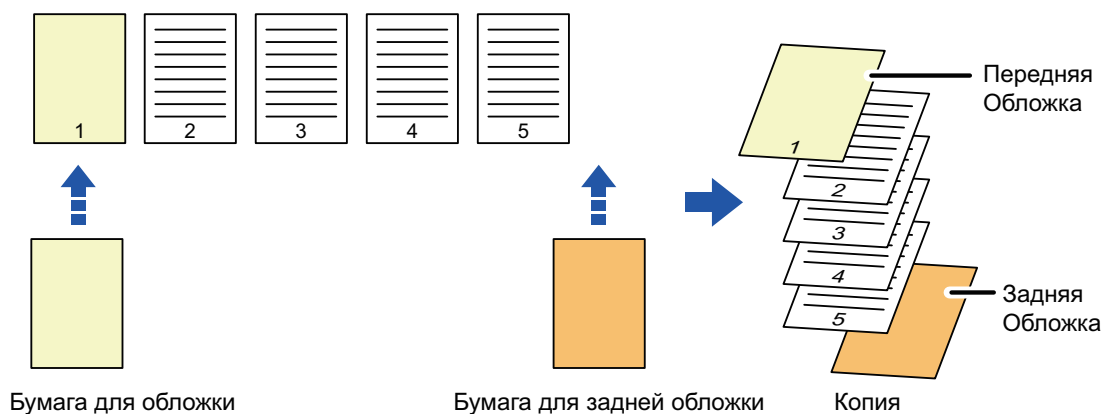 1 2 3 4 5
Передняя
Обложка
1
2
3
4
5
Задняя
Обложка
Бумага для обложки
Бумага для задней обложки
Копия